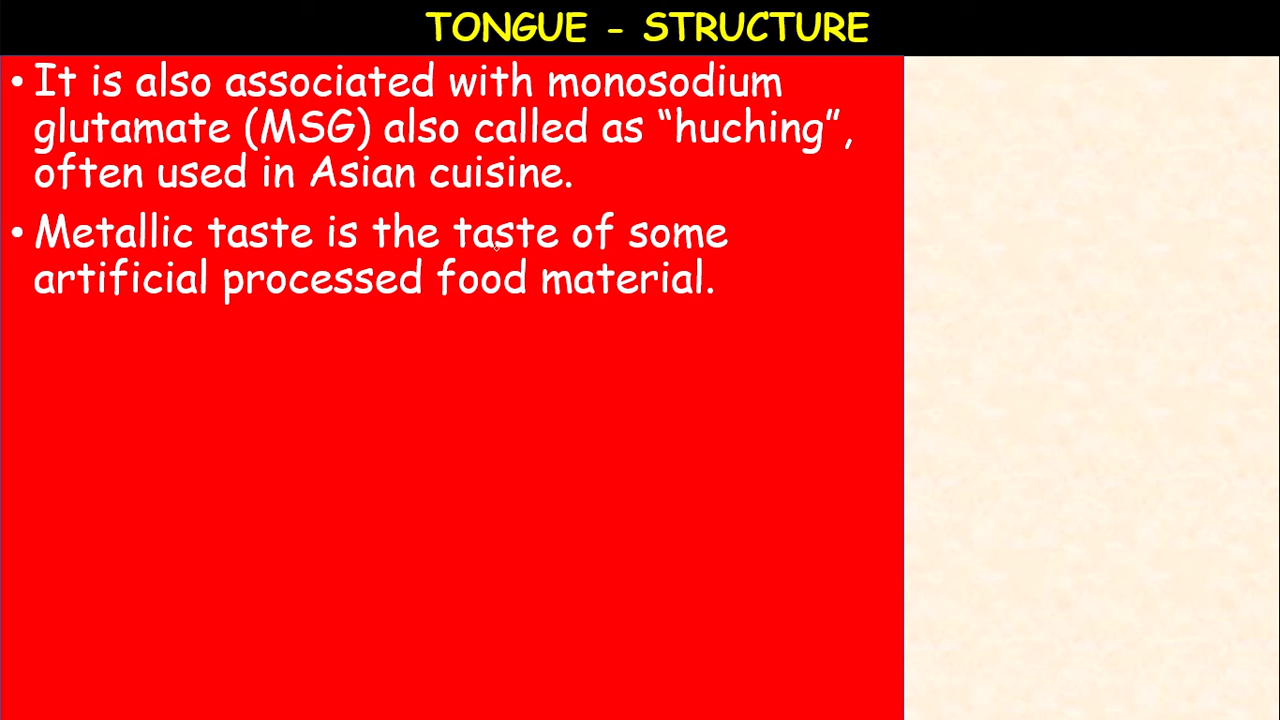 TONGUE - STRUCTURE
• It is also associated with monosodium
glutamate (MSG) also called as “huching”,
often used in Asian cuisine.
• Metallic taste is the taste of some
artificial processed food material.